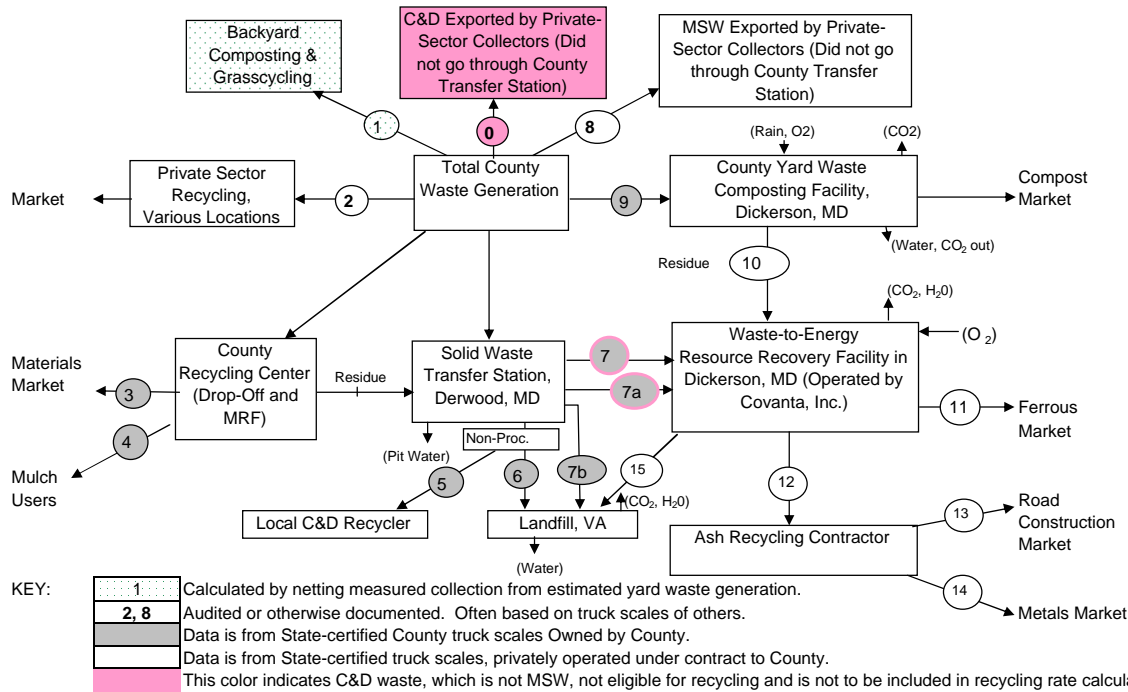 Backyard
Composting &
Grasscycling
C&D Exported by Private-
Sector Collectors (Did
not go through County
Transfer Station)
MSW Exported by
Private-Sector Collectors
(Did not go
through County Transfer
Station)
1
0
8
(Rain, O2)
(CO2)
Market
Private Sector
Recycling,
Various Locations
2
Total County
Waste Generation
9
County Yard Waste
Composting Facility,
Dickerson, MD
Compost
Market
(Water, CO2 out)
Residue
10
(CO2, H20)
Materials
Market
3
4
Mulch
Users
County
Recycling Center
(Drop-Off and
MRF)
Residue
Solid Waste
Transfer Station,
Derwood, MD
7
7a
Waste-to-Energy
Resource Recovery Facility in
Dickerson, MD (Operated by
Covanta, Inc.)
(O 2)
11
Ferrous
Market
(Pit Water)
Non-Proc.
5
6
7b
15
(CO2, H20)
12
Local C&D Recycler
Landfill, VA
(Water)
Ash Recycling Contractor
13
Road
Construction
Market
14
Metals Market
KEY:
1 Calculated by netting measured collection from estimated yard waste generation.
2, 8 Audited or otherwise documented. Often based on truck scales of others.
Data is from State-certified County truck scales Owned by County.
Data is from State-certified truck scales, privately operated under contract to County.
This color indicates C&D waste, which is not MSW, not eligible for recycling and is not to be included in recycling rate calcula